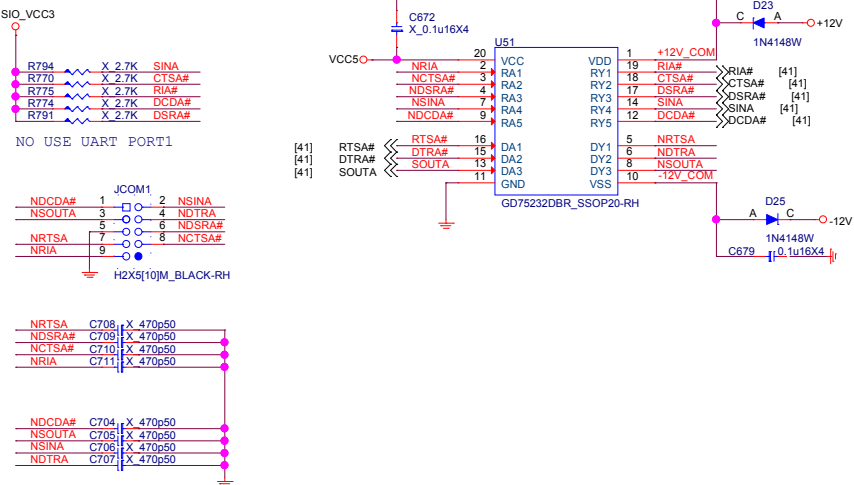 SIO_VCC3
R794 X_2.7K SINA
R770 X_2.7K CTSA#
R775 X_2.7K RIA#
R774 X_2.7K DCDA#
R791 X_2.7K DSRA#
NO USE UART PORT1
C672
X_0.1u16X4
D23
C A +12V
1N4148W
U51
VCC5 20 VCC VDD 1 +12V_COM
NRIA 2 RA1 RY1 19 RIA# RIA# [41]
NCTSA# 3 RA2 RY2 18 CTSA# CTSA# [41]
NDSRA# 4 RA3 RY3 17 DSRA# DSRA# [41]
NSINA 7 RA4 RY4 14 SINA SINA [41]
NDCDA# 9 RA5 RY5 12 DCDA# DCDA# [41]
[41] RTSA# RTSA# 16 DA1 DY1 5 NRTSA
[41] DTRA# DTRA# 15 DA2 DY2 6 NDTRA
[41] SOUTA SOUTA 13 DA3 DY3 8 NSOUTA
11 GND VSS 10 -12V_COM
GD75232DBR_SSOP20-RH
D25
A C -12V
1N4148W
C679 0.1u16X4
JCOM1
NDCDA# 1 2 NSINA
NSOUTA 3 4 NDTRA
5 6 NDSRA#
NRTSA 7 8 NCTSA#
NRIA 9
H2X5[10]M_BLACK-RH
NRTSA C708 X_470p50
NDSRA# C709 X_470p50
NCTSA# C710 X_470p50
NRIA C711 X_470p50
NDCDA# C704 X_470p50
NSOUTA C705 X_470p50
NSINA C706 X_470p50
NDTRA C707 X_470p50